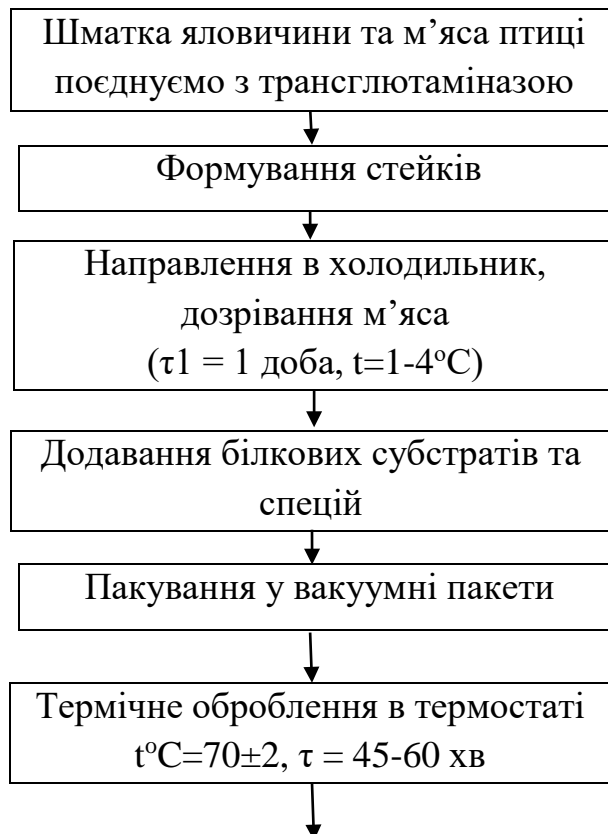 Шматка яловичини та м’яса птиці
поєднуємо з трансглютаміназою
Формування стейків
Направлення в холодильник,
дозрівання м’яса
(τ1 = 1 доба, t=1-4°С)
Додавання білкових субстратів та
спецій
Пакування у вакуумні пакети
Термічне оброблення в термостаті
t°С=70±2, τ = 45-60 хв